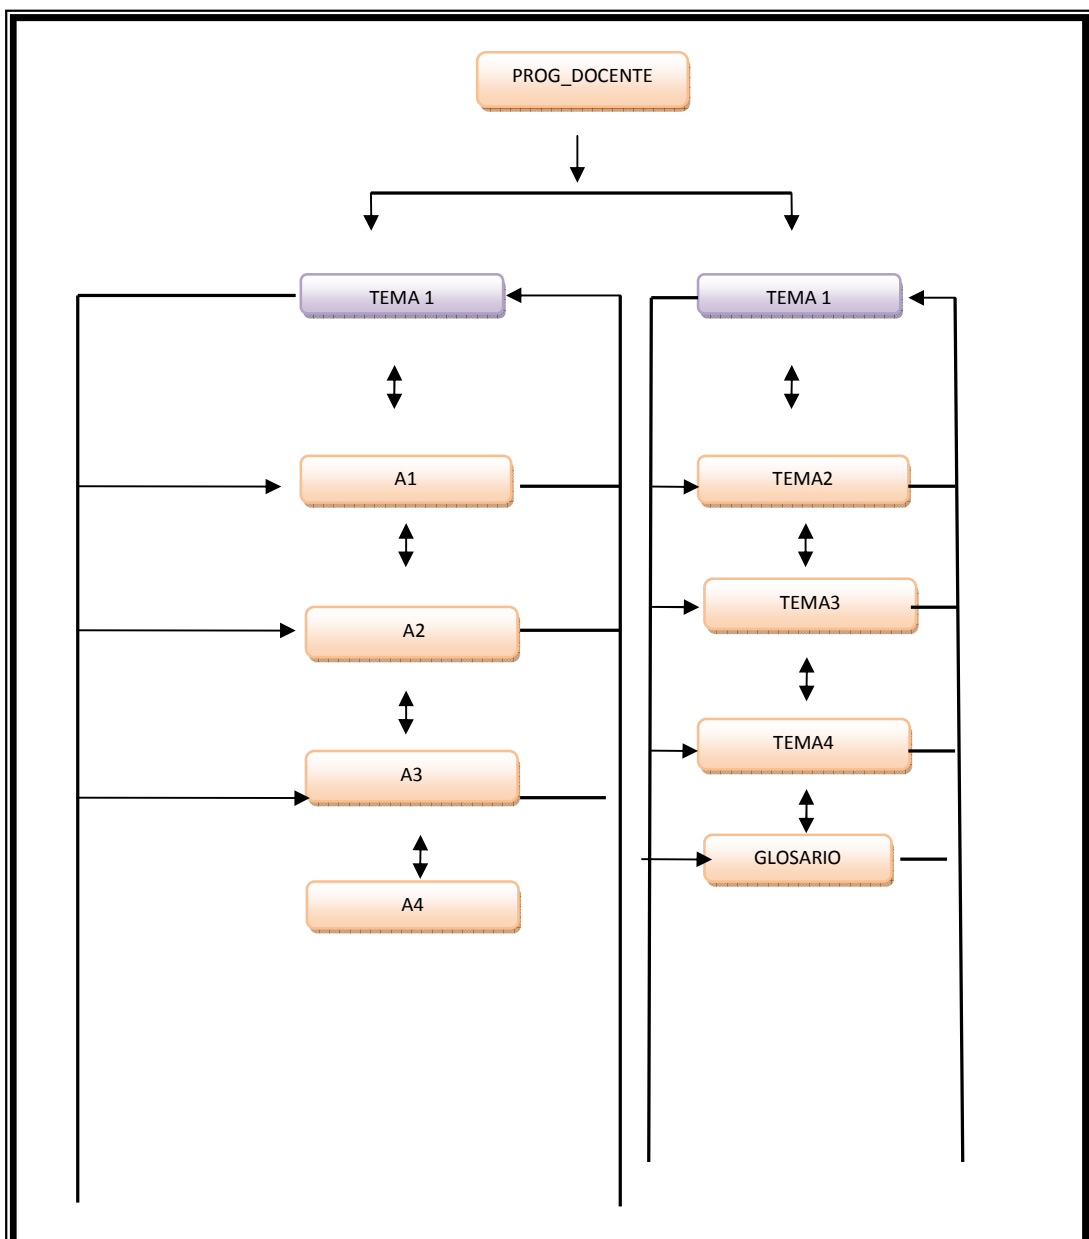 PROG_DOCENTE
TEMA 1
TEMA 1
A1
TEMA2
A2
TEMA3
A3
TEMA4
A4
GLOSARIO